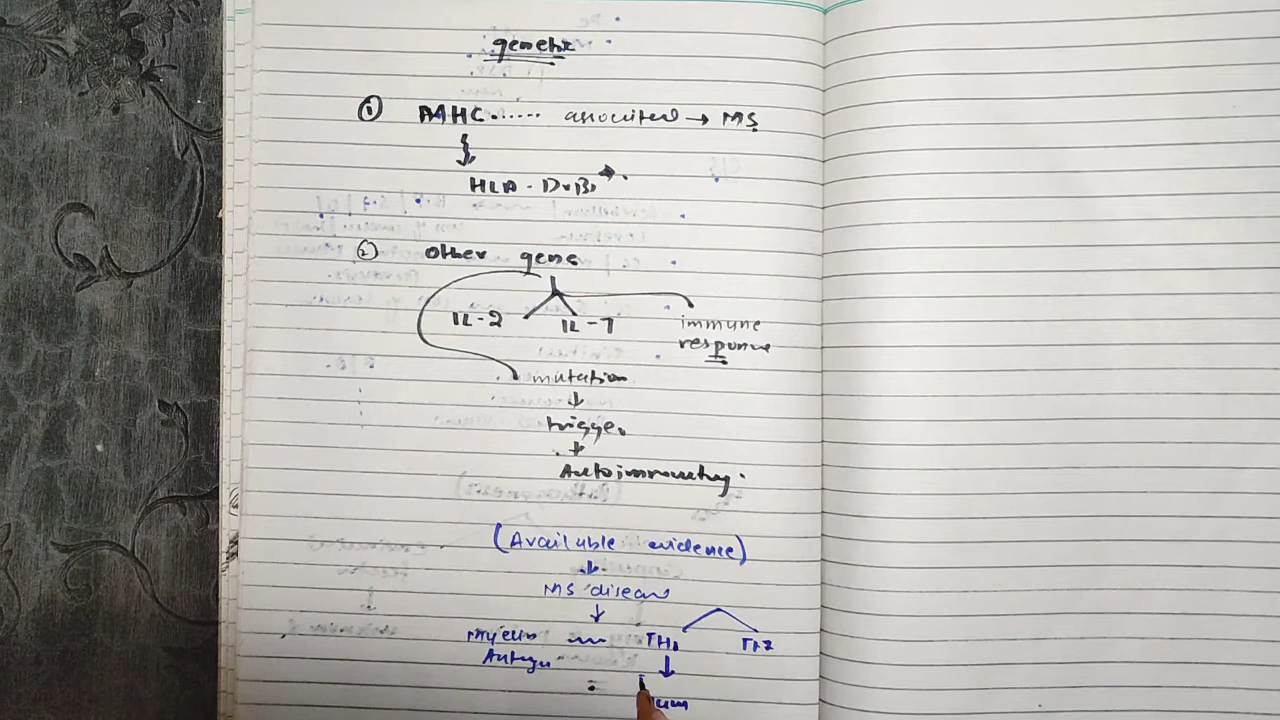 genetic
① MHC...... associated → MS
HLA - DrB1
② Other gene
IL-2 IL-7 immune
response
mutation
↓
trigger
↓
Autoimmunity.
(Available evidence)
↓
MS disease
↓
Myelin TH1 TH2
Antigen ↓